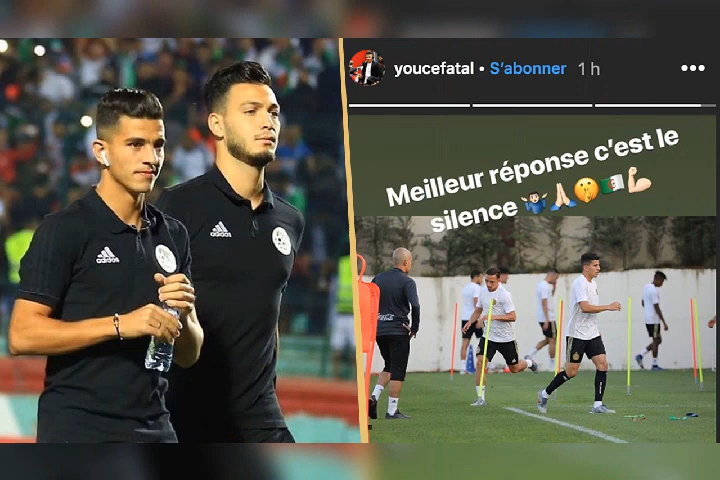 youcefatal • S'abonner 1 h •••
Meilleur réponse c'est le
silence 🤷🏻‍♂️🙏🏻🤫🇩🇿💪🏻
adidas
adidas